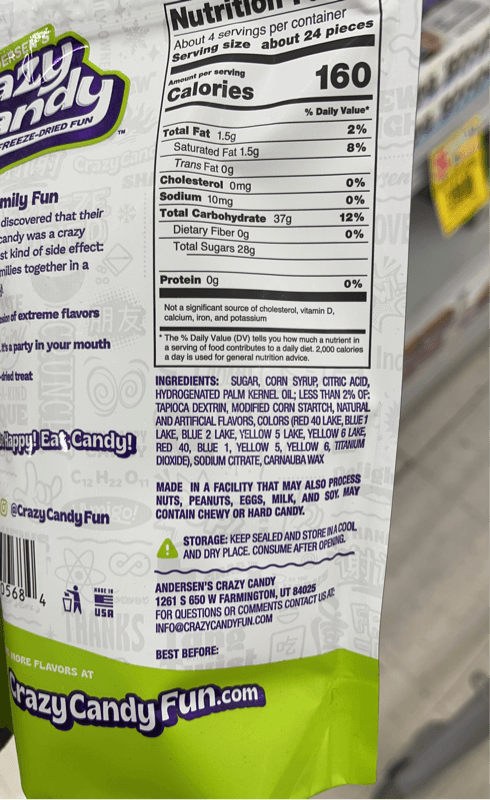 Nutrition
About 4 servings per container
Serving size about 24 pieces
Amount per serving
Calories 160
% Daily Value*
Total Fat 1.5g 2%
Saturated Fat 1.5g 8%
Trans Fat 0g
Cholesterol 0mg 0%
Sodium 10mg 0%
Total Carbohydrate 37g 12%
Dietary Fiber 0g 0%
Total Sugars 28g
Protein 0g 0%
Not a significant source of cholesterol, vitamin D,
calcium, iron, and potassium
* The % Daily Value (DV) tells you how much a nutrient in
a serving of food contributes to a daily diet. 2,000 calories
a day is used for general nutrition advice.
INGREDIENTS: SUGAR, CORN SYRUP, CITRIC ACID,
HYDROGENATED PALM KERNEL OIL; LESS THAN 2% OF:
TAPIOCA DEXTRIN, MODIFIED CORN STARTCH, NATURAL
AND ARTIFICIAL FLAVORS, COLORS (RED 40 LAKE, BLUE 1
LAKE, BLUE 2 LAKE, YELLOW 5 LAKE, YELLOW 6 LAKE,
RED 40, BLUE 1, YELLOW 5, YELLOW 6, TITANIUM
DIOXIDE), SODIUM CITRATE, CARNAUBA WAX
MADE IN A FACILITY THAT MAY ALSO PROCESS
NUTS, PEANUTS, EGGS, MILK, AND SOY. MAY
CONTAIN CHEWY OR HARD CANDY.
STORAGE: KEEP SEALED AND STORE IN A COOL
AND DRY PLACE. CONSUME AFTER OPENING.
ANDERSEN'S CRAZY CANDY
1261 S 650 W FARMINGTON, UT 84025
FOR QUESTIONS OR COMMENTS CONTACT US AT:
INFO@CRAZYCANDYFUN.COM
BEST BEFORE:
FREEZE-DRIED FUN
TM
mily Fun
discovered that their
candy was a crazy
st kind of side effect:
milies together in a
of extreme flavors
It's a party in your mouth
-dried treat
Happy! Eat Candy!
C12 H22 O11
@CrazyCandyFun
0568 4
MADE IN
USA
MORE FLAVORS AT
CrazyCandyFun.com